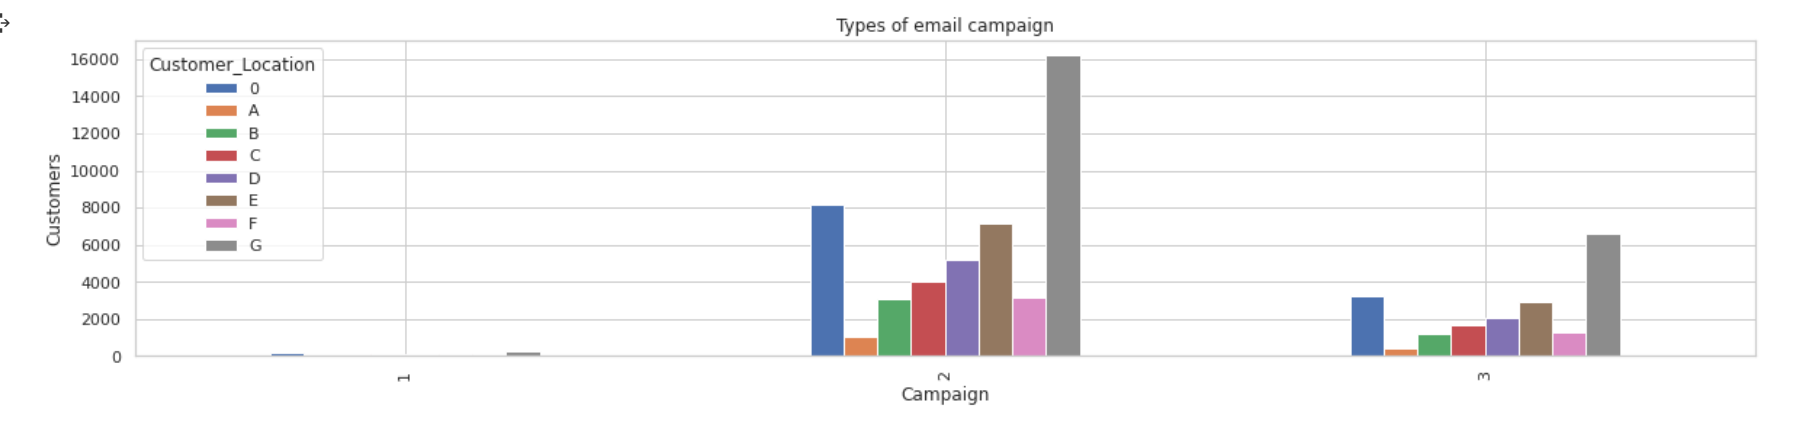 Types of email campaign
Customers
16000
14000
12000
10000
8000
6000
4000
2000
0
Customer_Location
0
A
B
C
D
E
F
G
1
2
3
Campaign